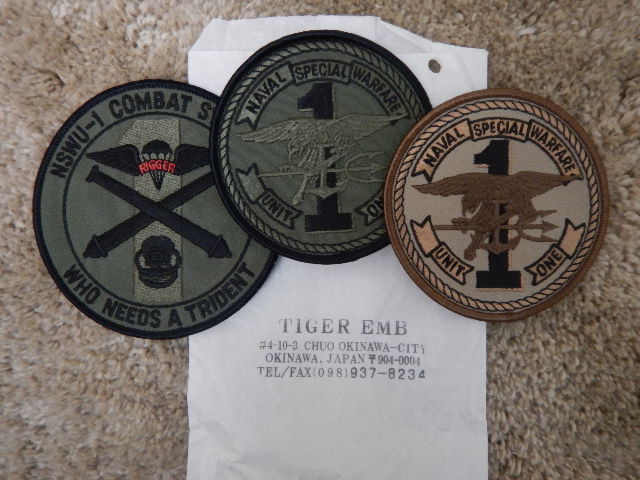 NSWU-1 COMBAT S
RIGGER
WHO NEEDS A TRIDENT
NAVAL SPECIAL WARFARE
1
UNIT ONE
NAVAL SPECIAL WARFARE
1
UNIT ONE
TIGER EMB
#4-10-3 CHUO OKINAWA-CITY
OKINAWA. JAPAN 〒904-0004
TEL/FAX(098)937-8234